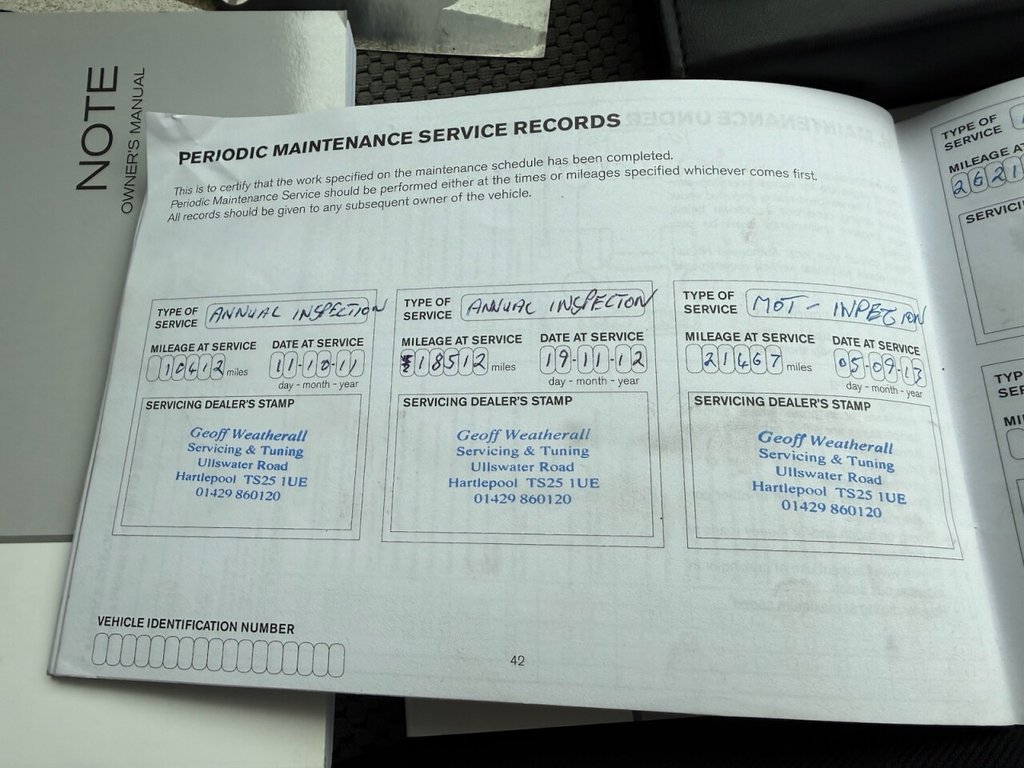 NOTE
OWNER'S MANUAL
PERIODIC MAINTENANCE SERVICE RECORDS
This is to certify that the work specified on the maintenance schedule has been completed.
Periodic Maintenance Service should be performed either at the times or mileages specified whichever comes first.
All records should be given to any subsequent owner of the vehicle.
TYPE OF SERVICE ANNUAL INSPECTION
MILEAGE AT SERVICE DATE AT SERVICE
10412 miles 11-10-11
day - month - year
SERVICING DEALER'S STAMP
Geoff Weatherall
Servicing & Tuning
Ullswater Road
Hartlepool TS25 1UE
01429 860120
TYPE OF SERVICE ANNUAL INSPECTON
MILEAGE AT SERVICE DATE AT SERVICE
18512 miles 19-11-12
day - month - year
SERVICING DEALER'S STAMP
Geoff Weatherall
Servicing & Tuning
Ullswater Road
Hartlepool TS25 1UE
01429 860120
TYPE OF SERVICE MOT - INPECTION
MILEAGE AT SERVICE DATE AT SERVICE
21467 miles 05-09-13
day - month - year
SERVICING DEALER'S STAMP
Geoff Weatherall
Servicing & Tuning
Ullswater Road
Hartlepool TS25 1UE
01429 860120
VEHICLE IDENTIFICATION NUMBER
42
TYPE OF
SERVICE
MILEAGE AT
2621